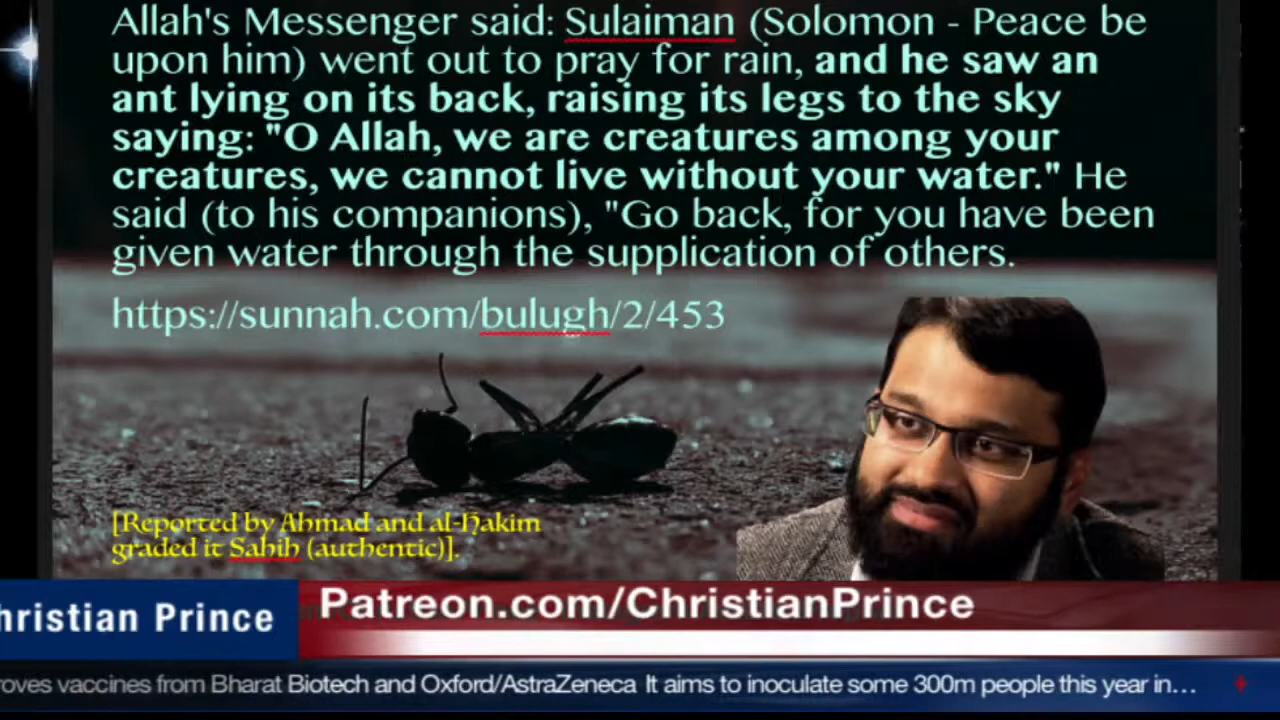 Allah's Messenger said: Sulaiman (Solomon - Peace be
upon him) went out to pray for rain, and he saw an
ant lying on its back, raising its legs to the sky
saying: "O Allah, we are creatures among your
creatures, we cannot live without your water." He
said (to his companions), "Go back, for you have been
given water through the supplication of others.
https://sunnah.com/bulugh/2/453
[Reported by Ahmad and al-Hakim
graded it Sahih (authentic)].
hristian Prince
Patreon.com/ChristianPrince
roves vaccines from Bharat Biotech and Oxford/AstraZeneca It aims to inoculate some 300m people this year in...